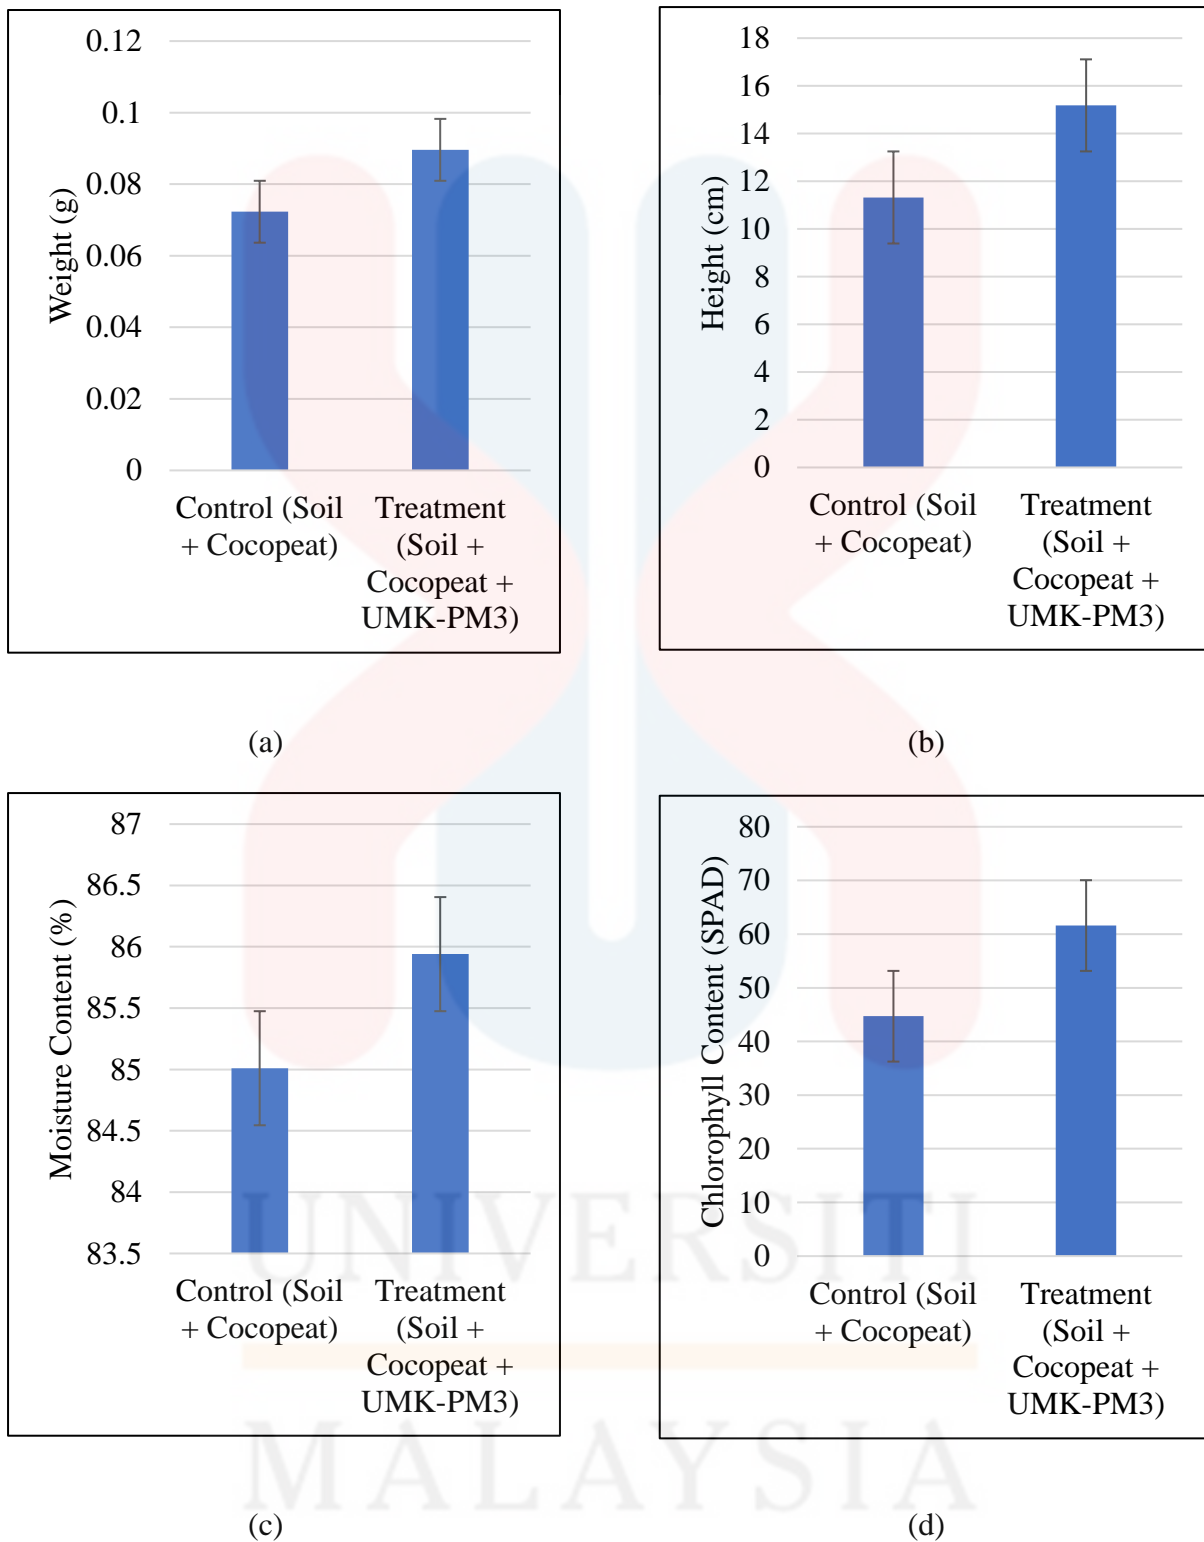 0.12
0.1
0.08
0.06
0.04
0.02
0
Weight (g)
Control (Soil
+ Cocopeat)
Treatment
(Soil +
Cocopeat +
UMK-PM3)
(a)
18
16
14
12
10
8
6
4
2
0
Height (cm)
Control (Soil
+ Cocopeat)
Treatment
(Soil +
Cocopeat +
UMK-PM3)
(b)
87
86.5
86
85.5
85
84.5
84
83.5
Moisture Content (%)
Control (Soil
+ Cocopeat)
Treatment
(Soil +
Cocopeat +
UMK-PM3)
(c)
80
70
60
50
40
30
20
10
0
Chlorophyll Content (SPAD)
Control (Soil
+ Cocopeat)
Treatment
(Soil +
Cocopeat +
UMK-PM3)
(d)
UNIVERSITI
MALAYSIA